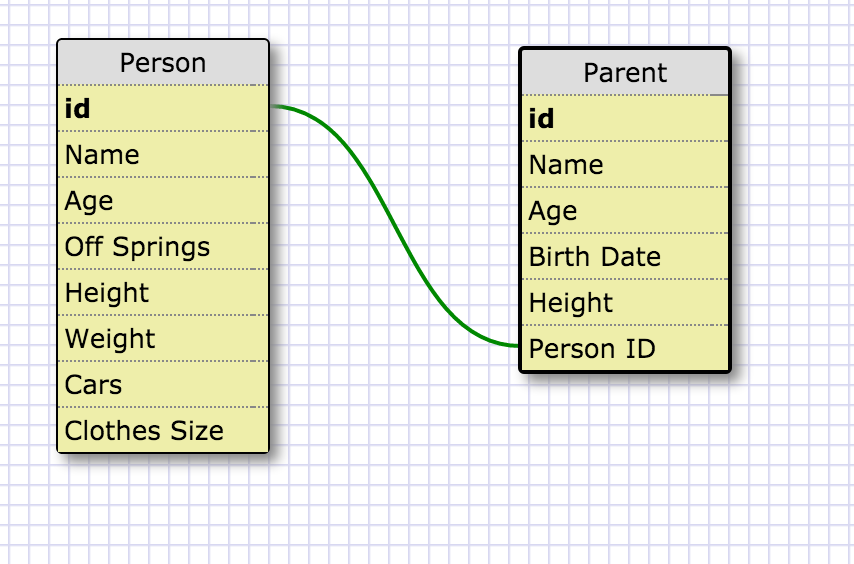 Person
id
Name
Age
Off Springs
Height
Weight
Cars
Clothes Size
Parent
id
Name
Age
Birth Date
Height
Person ID